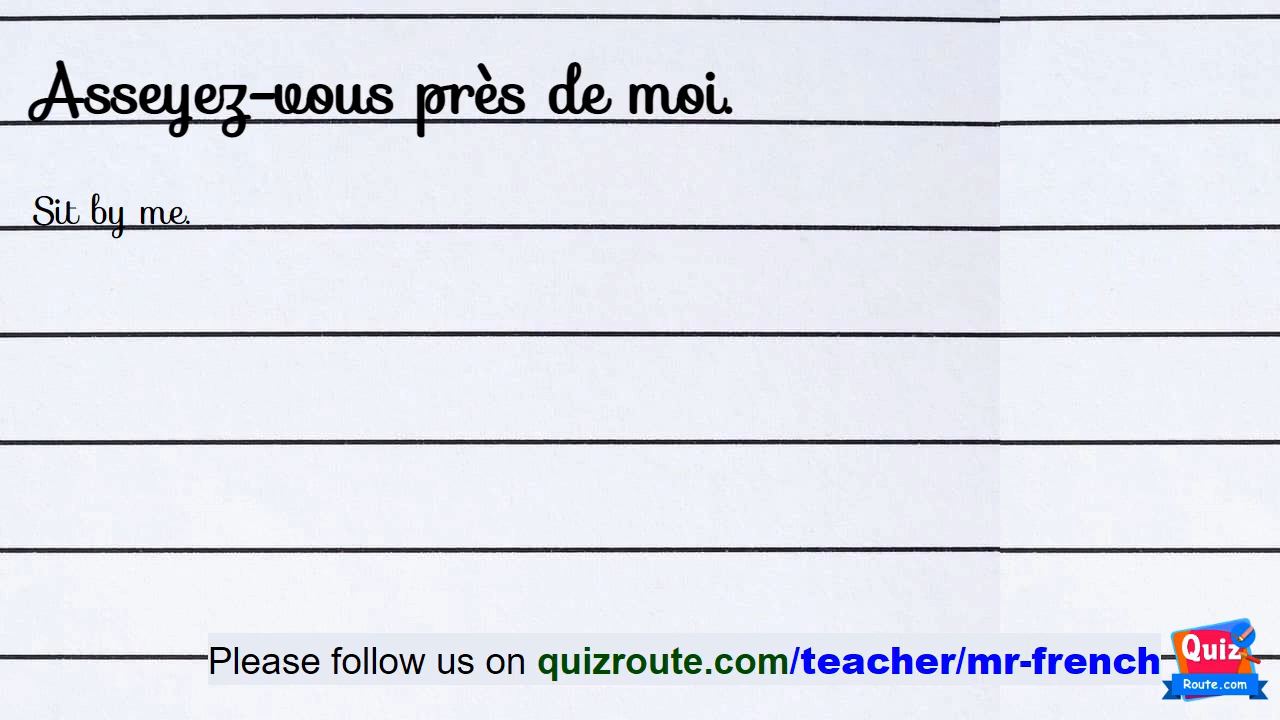 Asseyez-vous près de moi.
Sit by me.
Please follow us on quizroute.com/teacher/mr-french
Quiz
Route.com